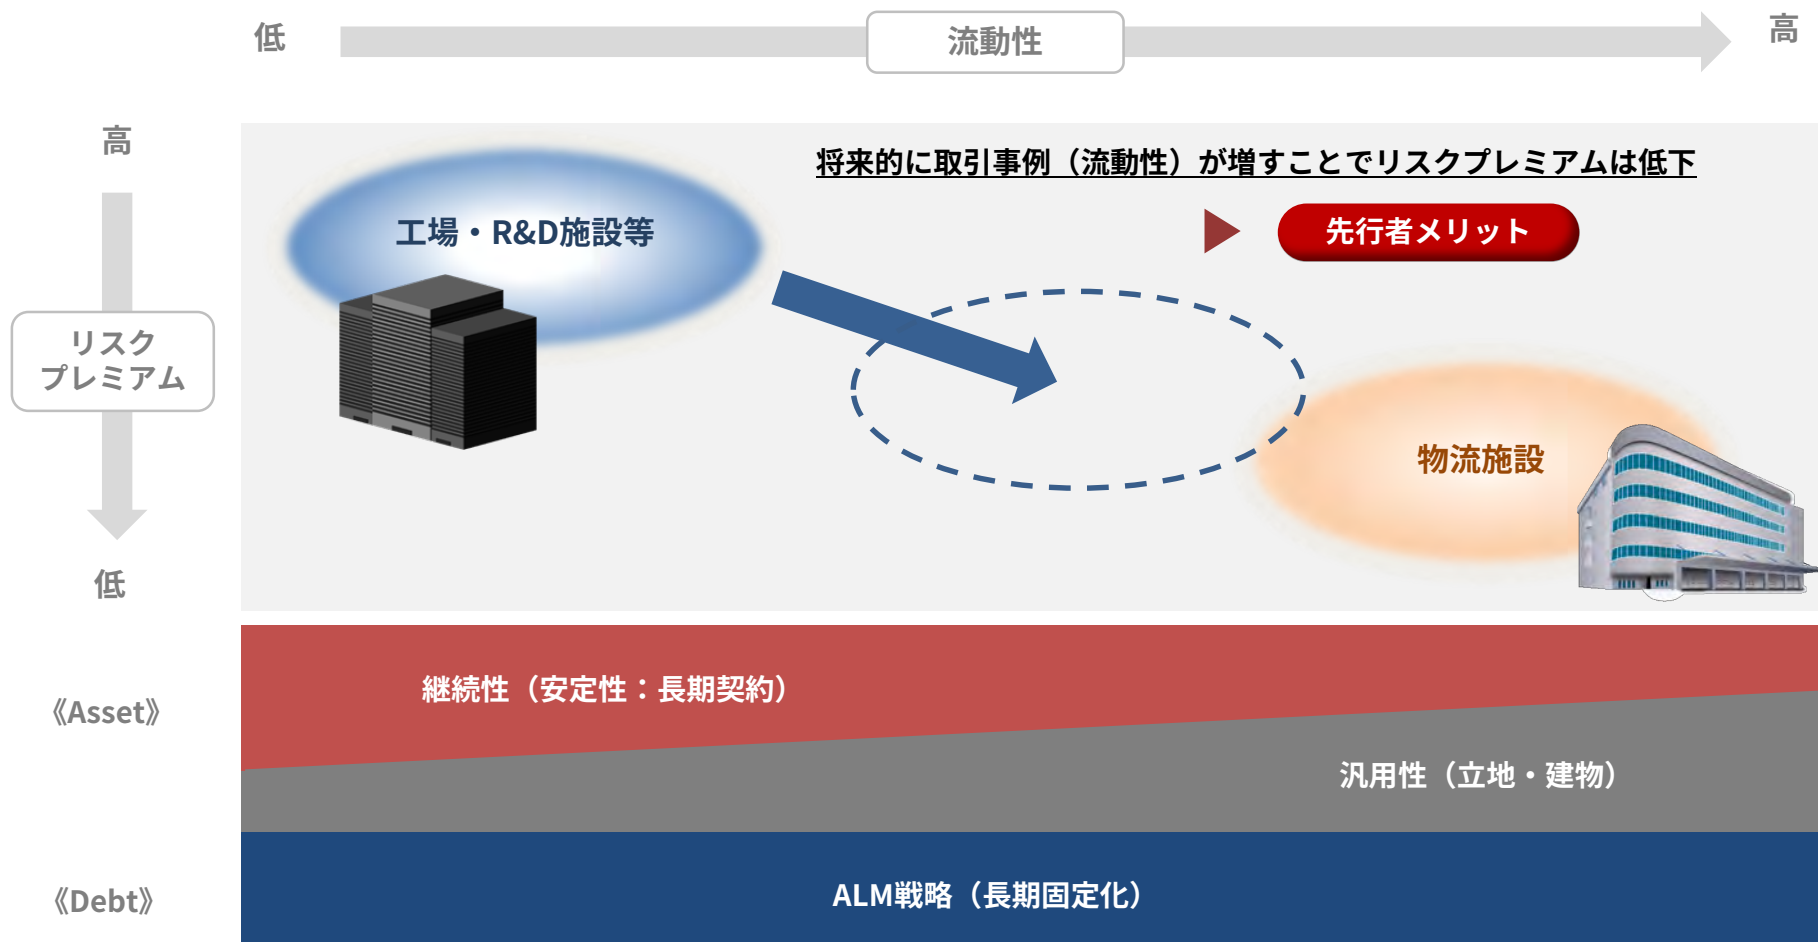 低
流動性
高
高
将来的に取引事例（流動性）が増すことでリスクプレミアムは低下
工場・R&D施設等
先行者メリット
リスク
プレミアム
物流施設
低
継続性（安定性：長期契約）
《Asset》
汎用性（立地・建物）
《Debt》
ALM戦略（長期固定化）